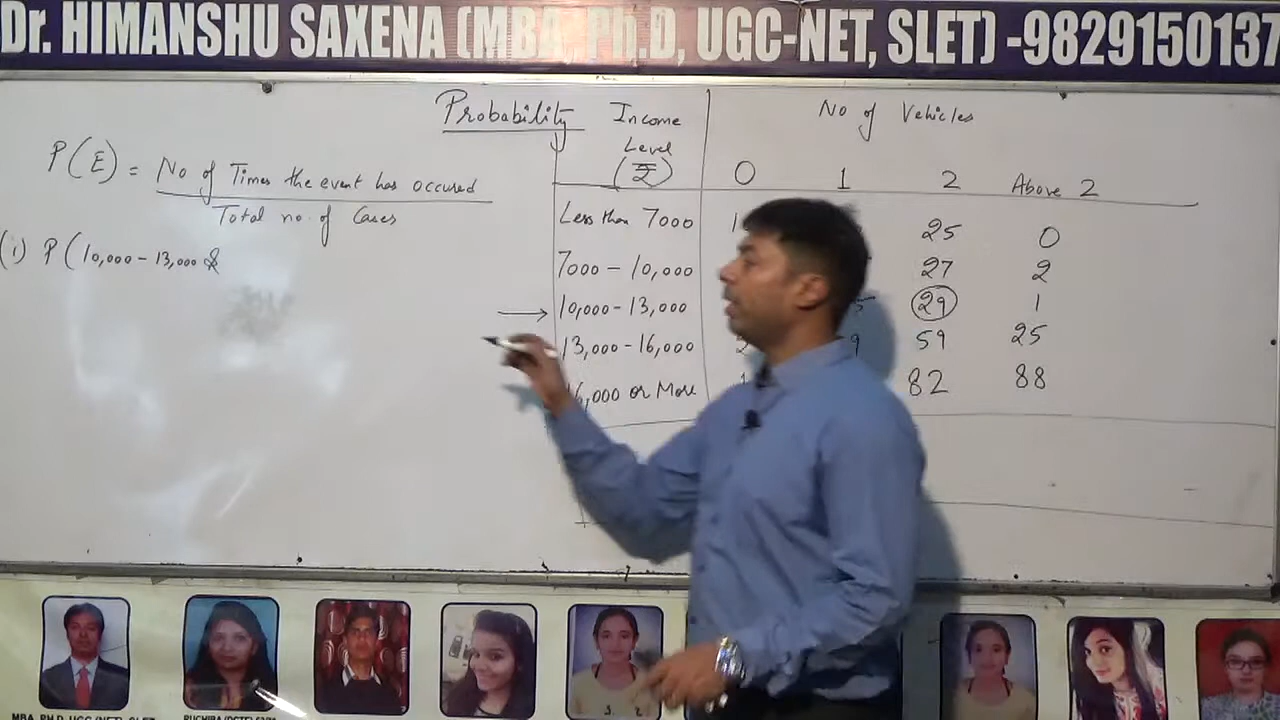 Dr. HIMANSHU SAXENA (MBA, Ph.D, UGC-NET, SLET) -9829150137
Probability
P(E) = No of Times the event has occured
Total no. of Cases
(i) P (10,000 - 13,000 &
Income Level (₹) No of Vehicles
0 1 2 Above 2
Less than 7000 25 0
7000 - 10,000 27 2
10,000 - 13,000 29 1
13,000 - 16,000 59 25
16,000 or More 82 88